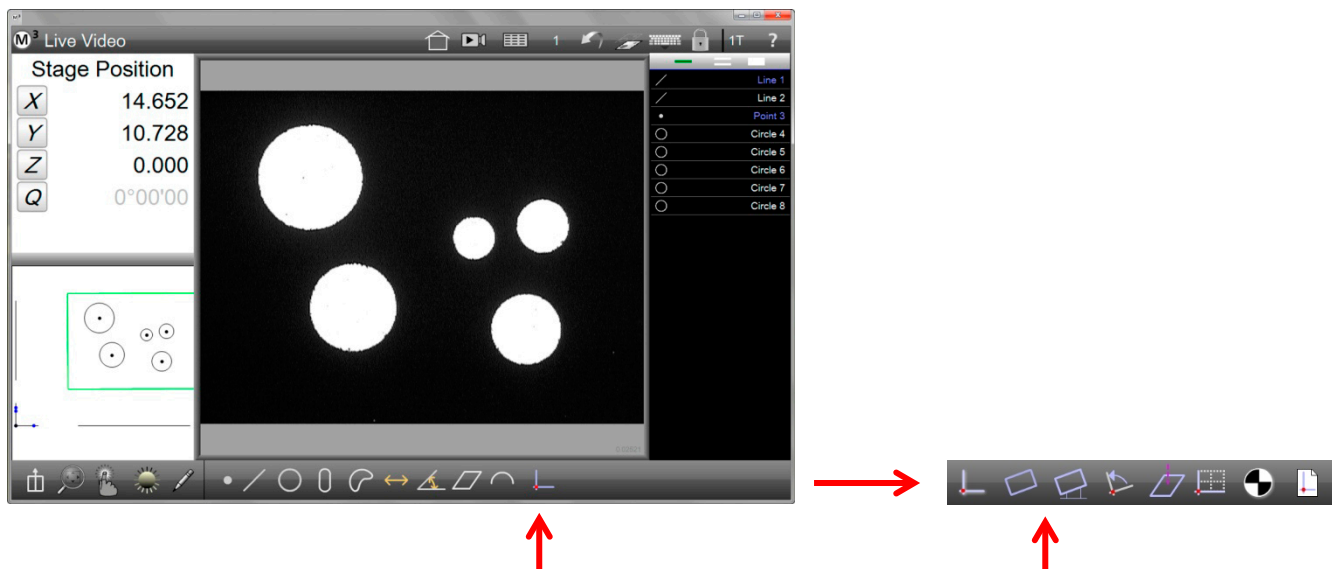 M³ Live Video
1
1T
?
Stage Position
X 14.652
Y 10.728
Z 0.000
Q 0°00'00
Line 1
Line 2
Point 3
Circle 4
Circle 5
Circle 6
Circle 7
Circle 8